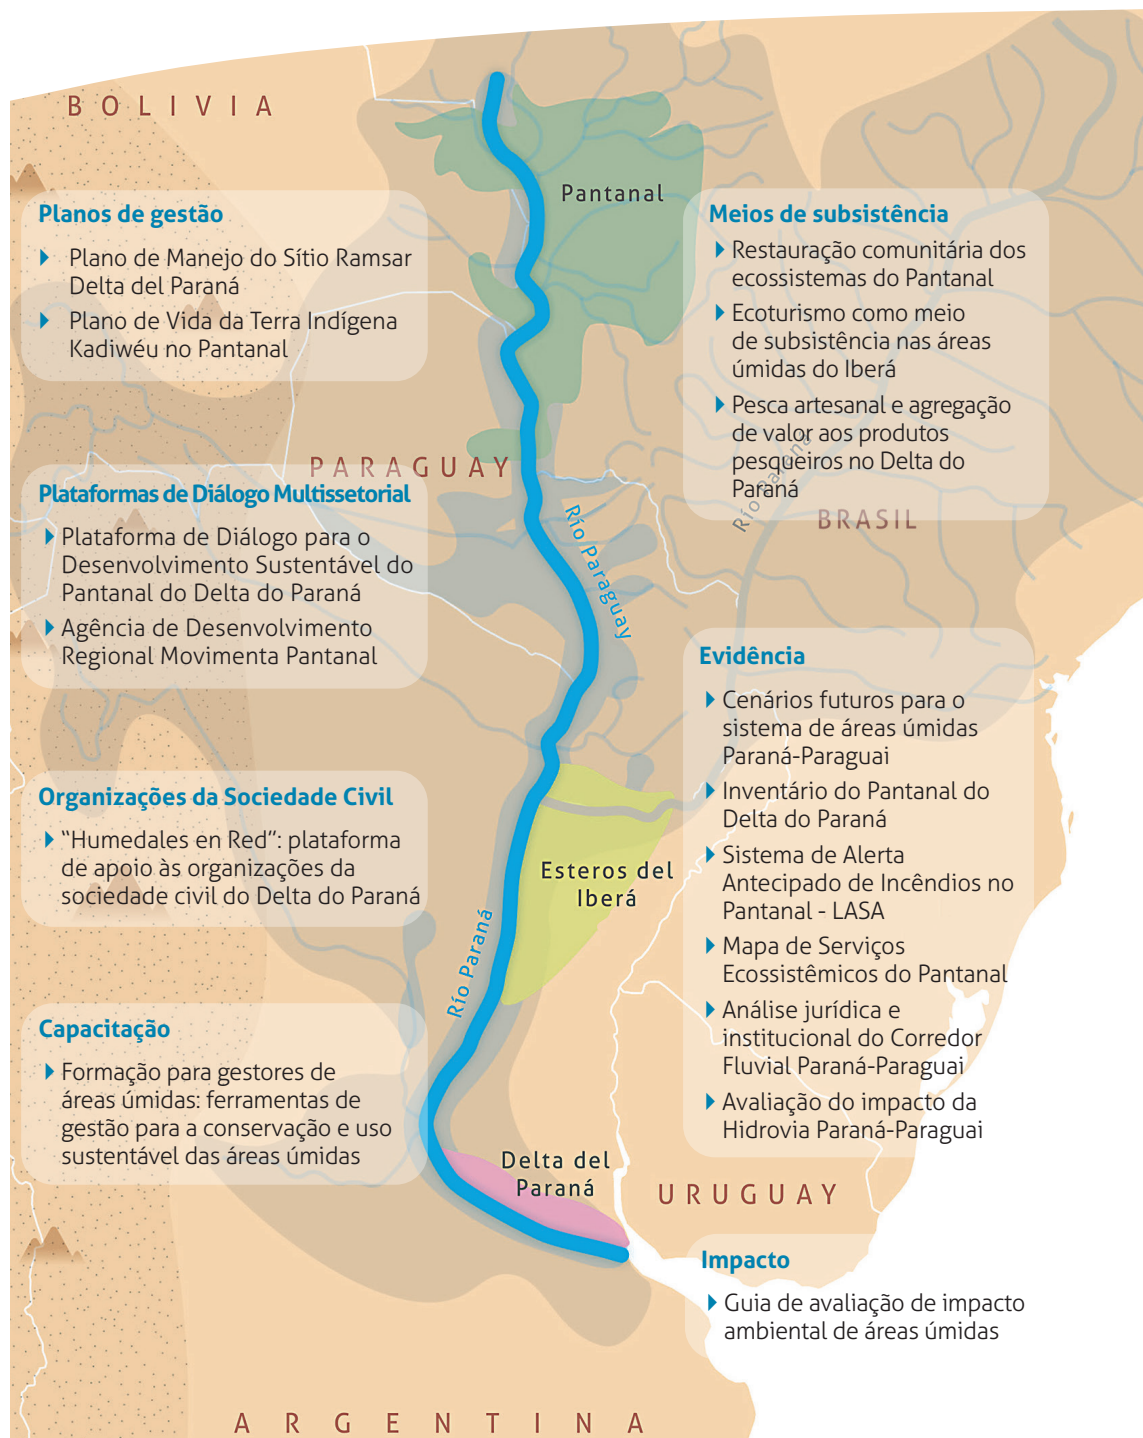 BOLIVIA
Pantanal
Planos de gestão
Plano de Manejo do Sítio Ramsar
Delta del Paraná
Plano de Vida da Terra Indígena
Kadiwéu no Pantanal
Meios de subsistência
Restauração comunitária dos
ecossistemas do Pantanal
Ecoturismo como meio
de subsistência nas áreas
úmidas do Iberá
Pesca artesanal e agregação
de valor aos produtos
pesqueiros no Delta do
Paraná
PARAGUAY
Río Paraná
BRASIL
Río Paraguay
Plataformas de Diálogo Multissetorial
Plataforma de Diálogo para o
Desenvolvimento Sustentável do
Pantanal do Delta do Paraná
Agência de Desenvolvimento
Regional Movimenta Pantanal
Evidência
Cenários futuros para o
sistema de áreas úmidas
Paraná-Paraguai
Inventário do Pantanal do
Delta do Paraná
Sistema de Alerta
Antecipado de Incêndios no
Pantanal - LASA
Mapa de Serviços
Ecossistêmicos do Pantanal
Análise jurídica e
institucional do Corredor
Fluvial Paraná-Paraguai
Avaliação do impacto da
Hidrovia Paraná-Paraguai
Organizações da Sociedade Civil
“Humedales en Red”: plataforma
de apoio às organizações da
sociedade civil do Delta do Paraná
Esteros del
Iberá
Río Paraná
Capacitação
Formação para gestores de
áreas úmidas: ferramentas de
gestão para a conservação e uso
sustentável das áreas úmidas
Delta del
Paraná
URUGUAY
Impacto
Guia de avaliação de impacto
ambiental de áreas úmidas
ARGENTINA